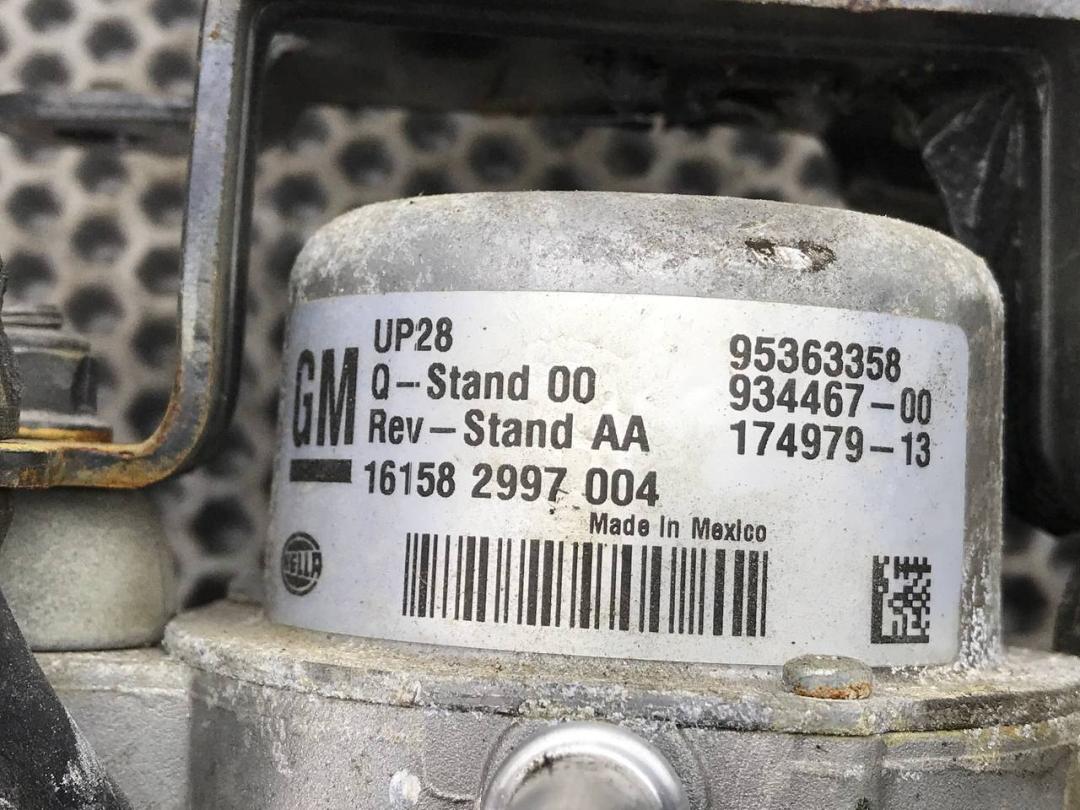 GM
UP28
Q-Stand 00
Rev-Stand AA
16158 2997 004
95363358
934467-00
174979-13
Made In Mexico
HELLA